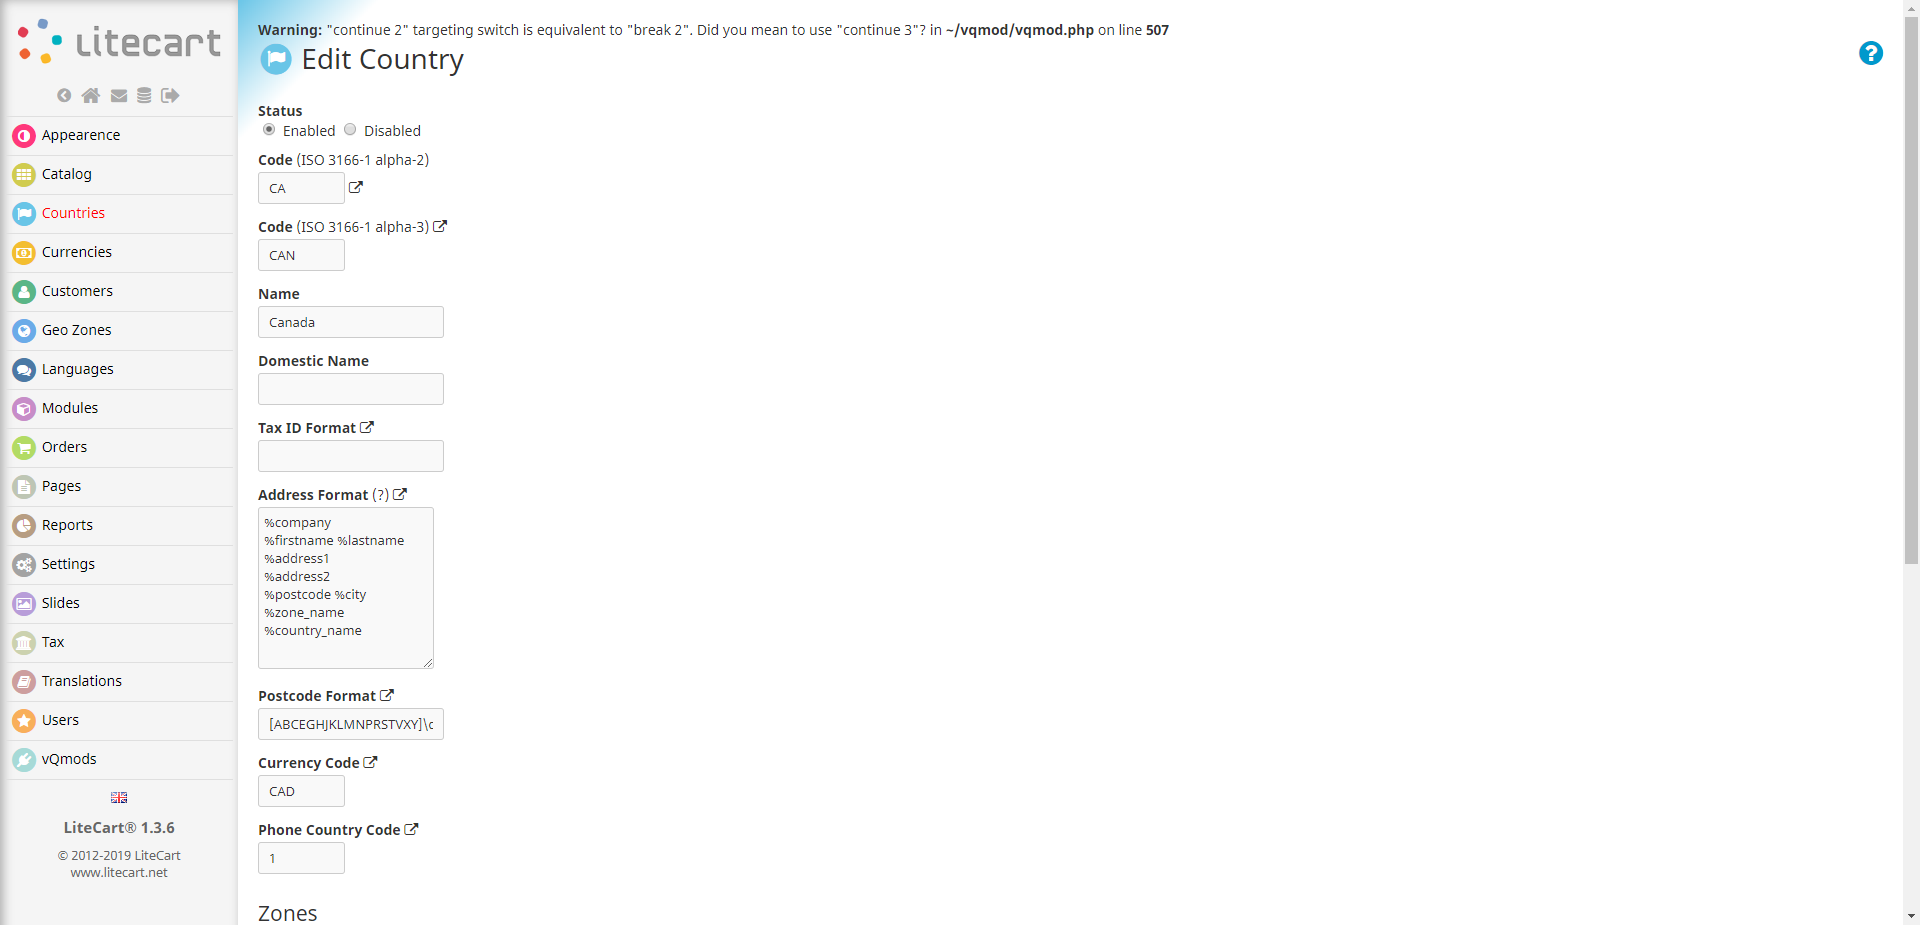 litecart
Appearence
Catalog
Countries
Currencies
Customers
Geo Zones
Languages
Modules
Orders
Pages
Reports
Settings
Slides
Tax
Translations
Users
vQmods
LiteCart® 1.3.6
© 2012-2019 LiteCart
www.litecart.net
Warning: "continue 2" targeting switch is equivalent to "break 2". Did you mean to use "continue 3"? in ~/vqmod/vqmod.php on line 507
Edit Country
?
Status
Enabled Disabled
Code (ISO 3166-1 alpha-2)
CA
Code (ISO 3166-1 alpha-3)
CAN
Name
Canada
Domestic Name
Tax ID Format
Address Format (?)
%company
%firstname %lastname
%address1
%address2
%postcode %city
%zone_name
%country_name
Postcode Format
[ABCEGHJKLMNPRSTVXY]\
Currency Code
CAD
Phone Country Code
1
Zones